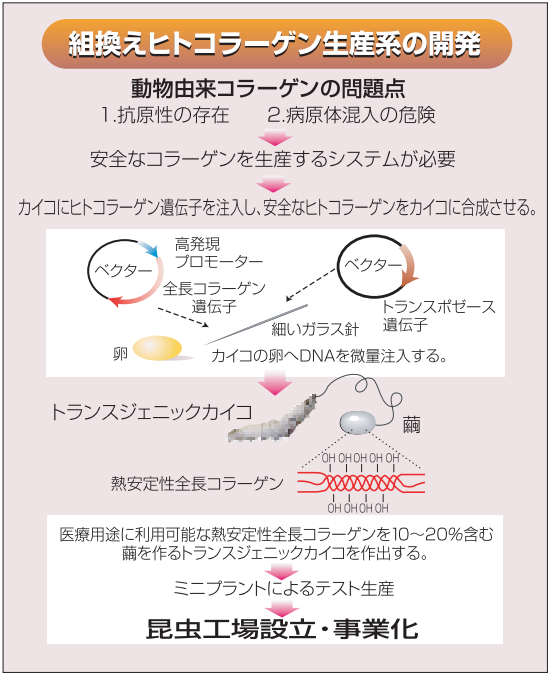 組換えヒトコラーゲン生産系の開発
動物由来コラーゲンの問題点
1.抗原性の存在　2.病原体混入の危険
安全なコラーゲンを生産するシステムが必要
カイコにヒトコラーゲン遺伝子を注入し、安全なヒトコラーゲンをカイコに合成させる。
ベクター
高発現
プロモーター
全長コラーゲン
遺伝子
ベクター
トランスポゼース
遺伝子
細いガラス針
卵
カイコの卵へDNAを微量注入する。
トランスジェニックカイコ
繭
OH OH OH OH OH
熱安定性全長コラーゲン
OH OH OH OH
医療用途に利用可能な熱安定性全長コラーゲンを10〜20%含む
繭を作るトランスジェニックカイコを作出する。
ミニプラントによるテスト生産
昆虫工場設立・事業化